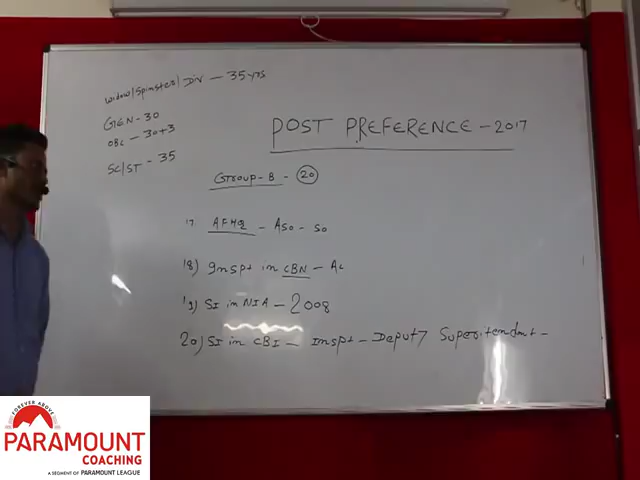 widow/Spinster/Div - 35 yrs
GEN - 30
OBC - 30+3
SC/ST - 35
POST PREFERENCE - 2017
Group-B - 20
17. AFHQ - ASO - SO
18) Inspt in CBN - AC
19) SI in NIA - 2008
20) SI in CBI - Inspt - Deputy Superitendnt -
FOREVER ABOVE
PARAMOUNT
COACHING
A SEGMENT OF PARAMOUNT LEAGUE